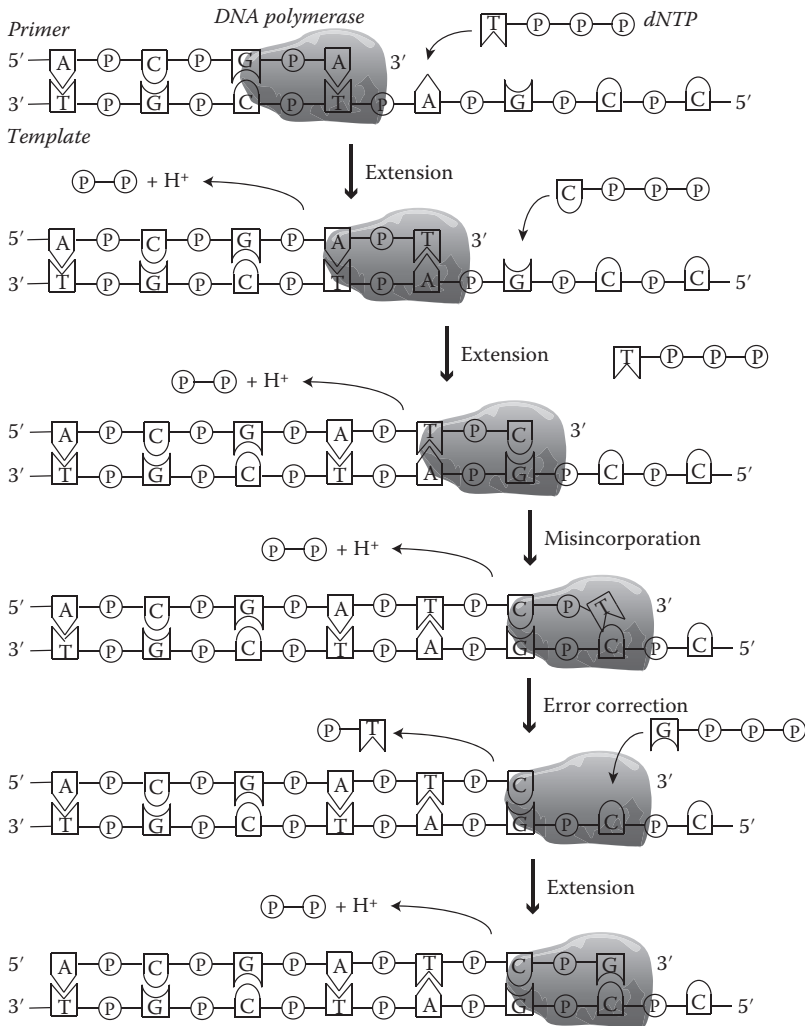 DNA polymerase
T P P P dNTP
Primer
5′ A P C P G P A 3′
3′ T P G P C P T P A P G P C P C 5′
Template
P P + H⁺
Extension
C P P P
5′ A P C P G P A P T 3′
3′ T P G P C P T P A P G P C P C 5′
Extension
T P P P
P P + H⁺
5′ A P C P G P A P T P C 3′
3′ T P G P C P T P A P G P C P C 5′
Misincorporation
P P + H⁺
5′ A P C P G P A P T P C P T 3′
3′ T P G P C P T P A P G P C P C 5′
Error correction
P T
G P P P
5′ A P C P G P A P T P C 3′
3′ T P G P C P T P A P G P C P C 5′
Extension
P P + H⁺
5′ A P C P G P A P T P C P G 3′
3′ T P G P C P T P A P G P C P C 5′